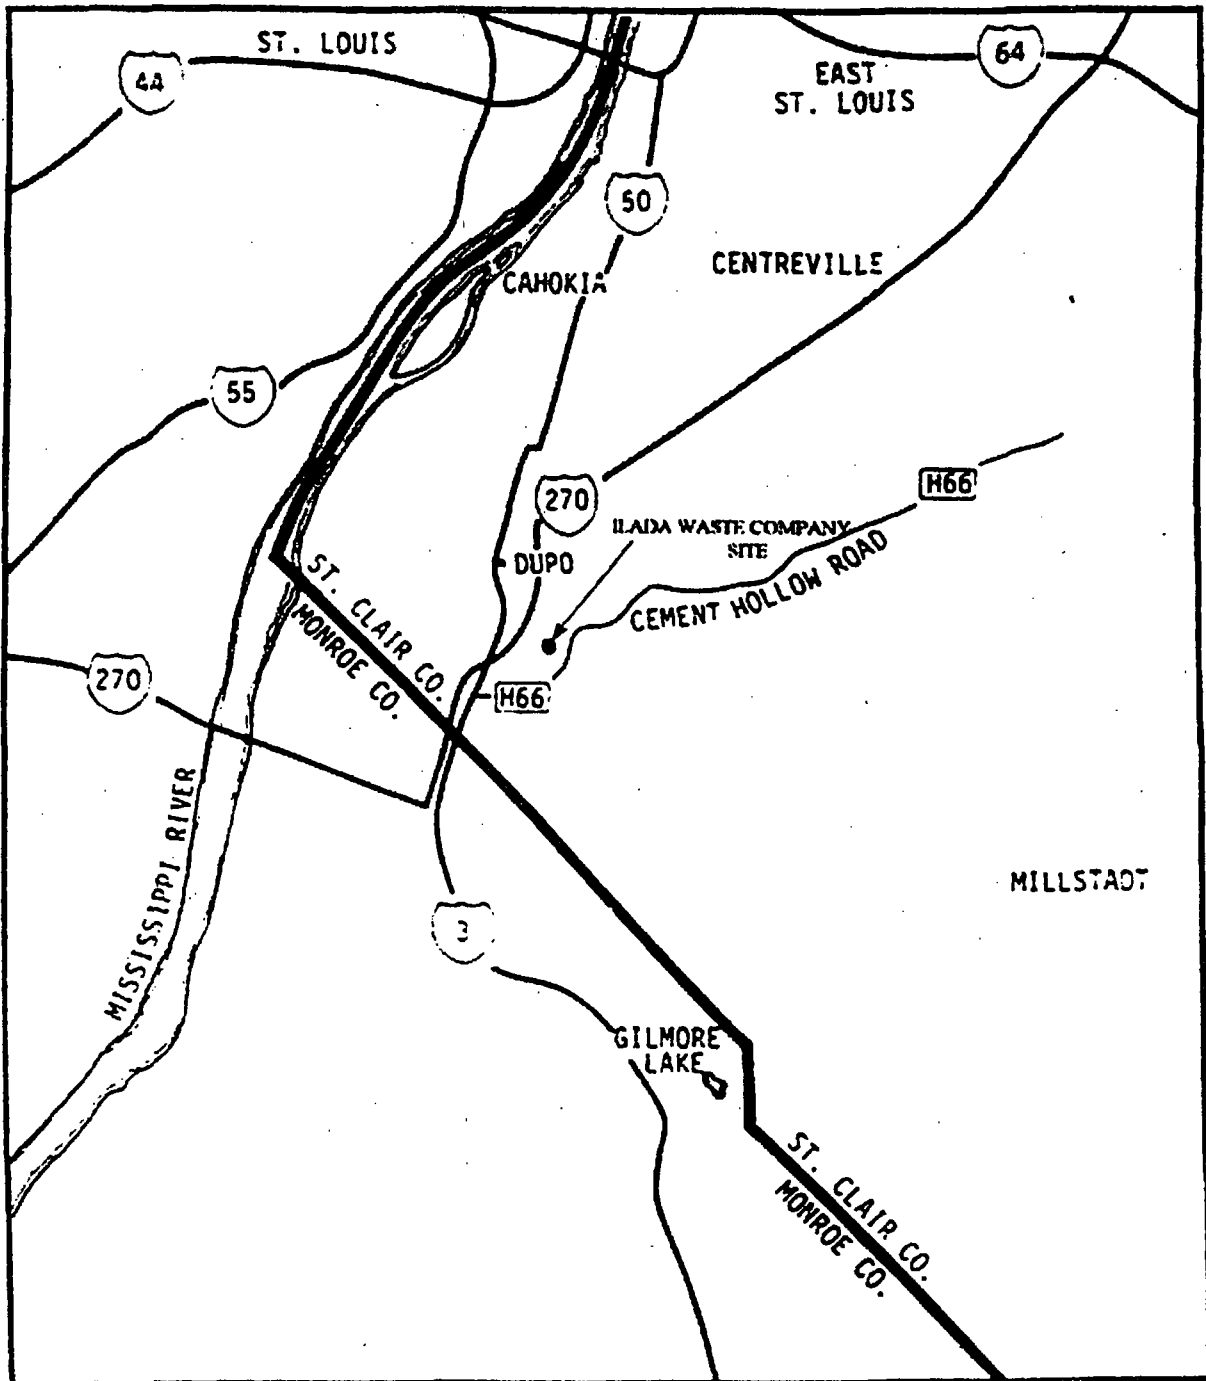 ST. LOUIS
44
64
EAST
ST. LOUIS
50
CENTREVILLE
CAHOKIA
55
H66
270
ILADA WASTE COMPANY
SITE
DUPO
CEMENT HOLLOW ROAD
ST. CLAIR CO.
MONROE CO.
270
H66
MISSISSIPPI RIVER
MILLSTADT
3
GILMORE
LAKE
ST. CLAIR CO.
MONROE CO.